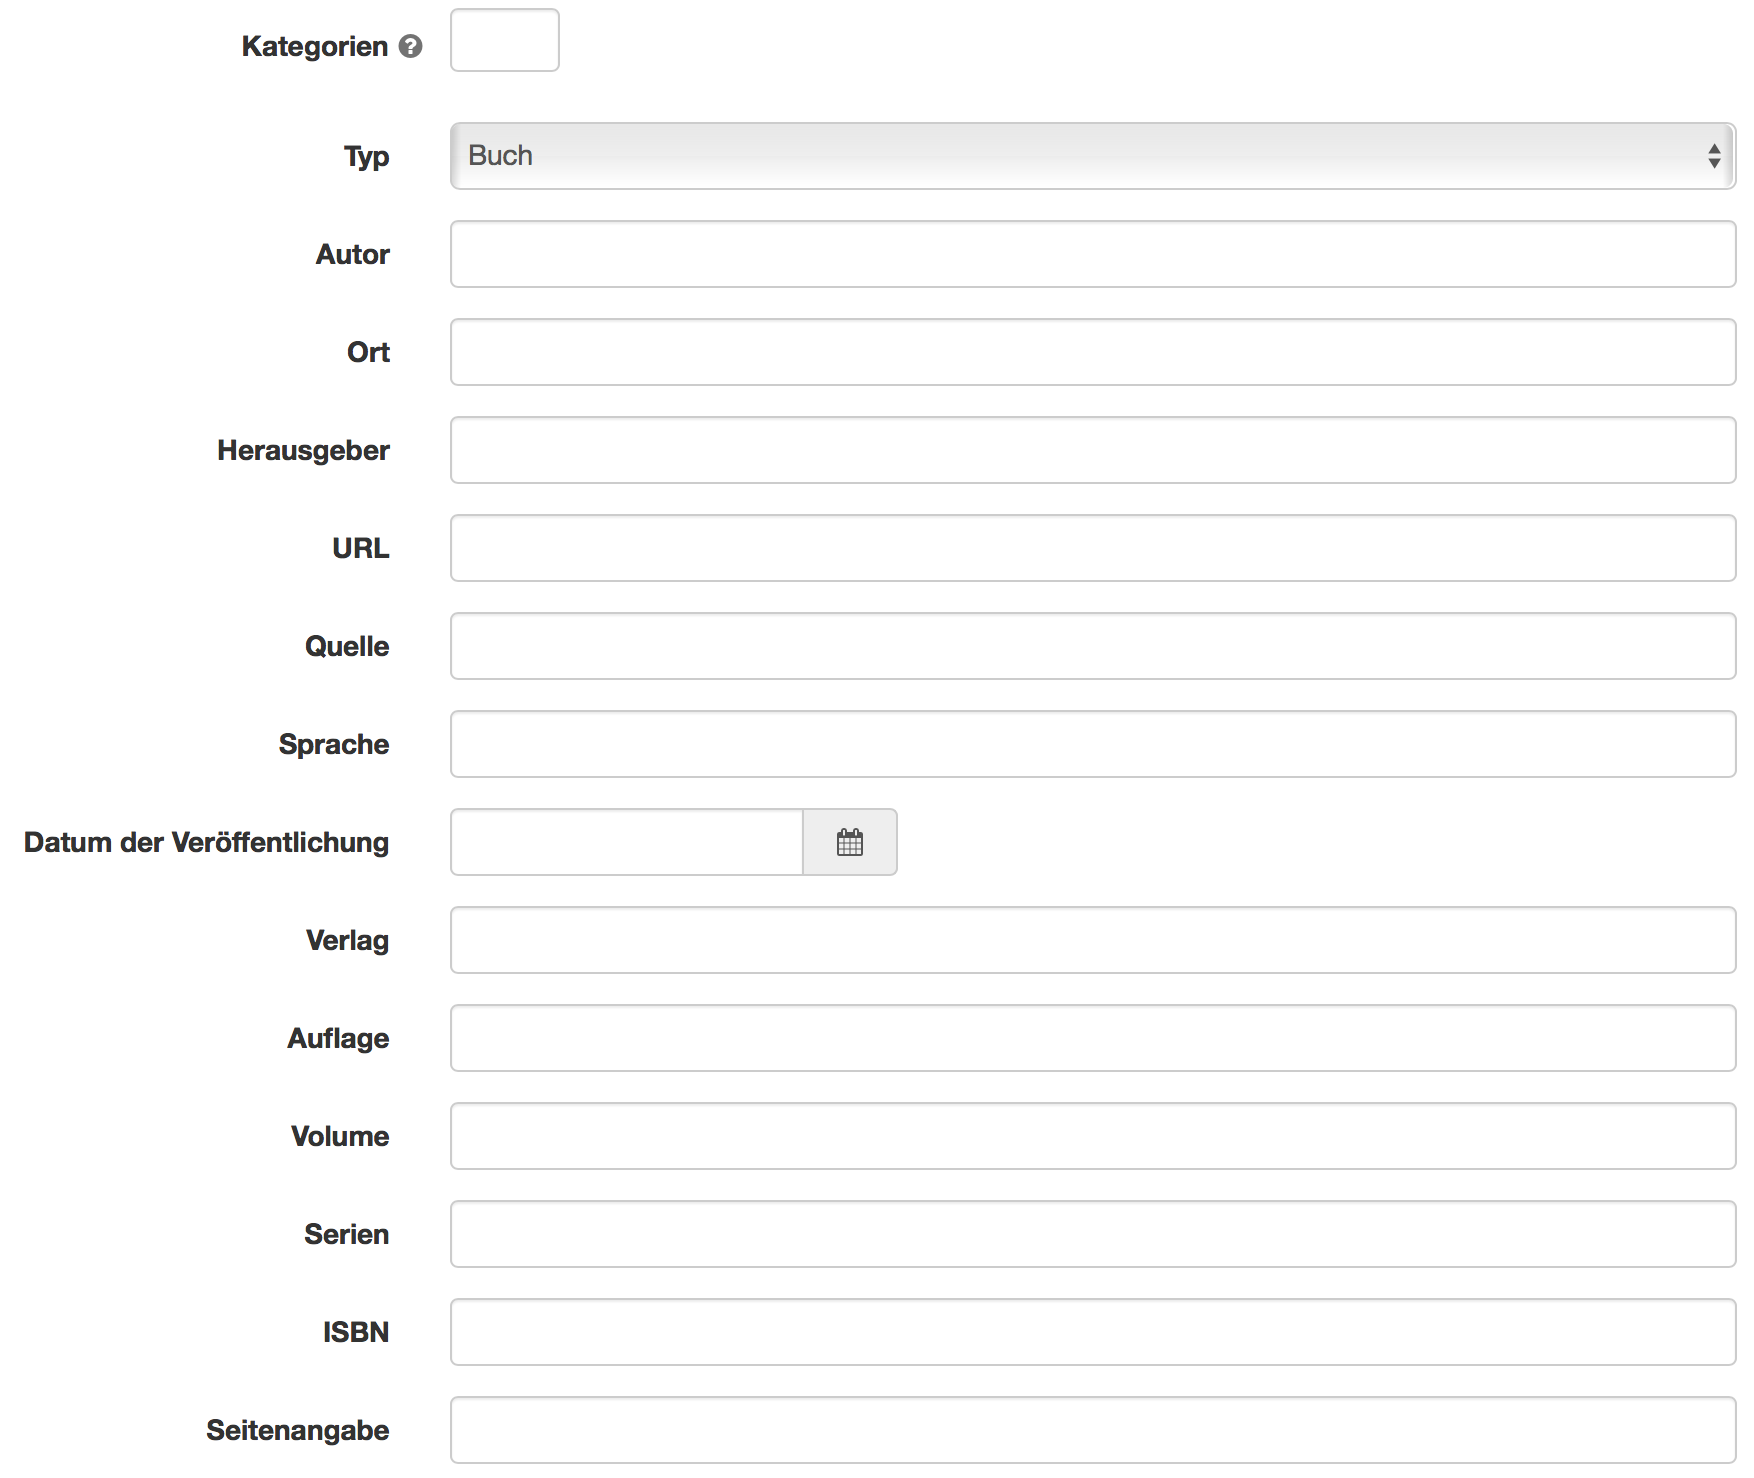 Kategorien ?
Typ Buch
Autor
Ort
Herausgeber
URL
Quelle
Sprache
Datum der Veröffentlichung
Verlag
Auflage
Volume
Serien
ISBN
Seitenangabe